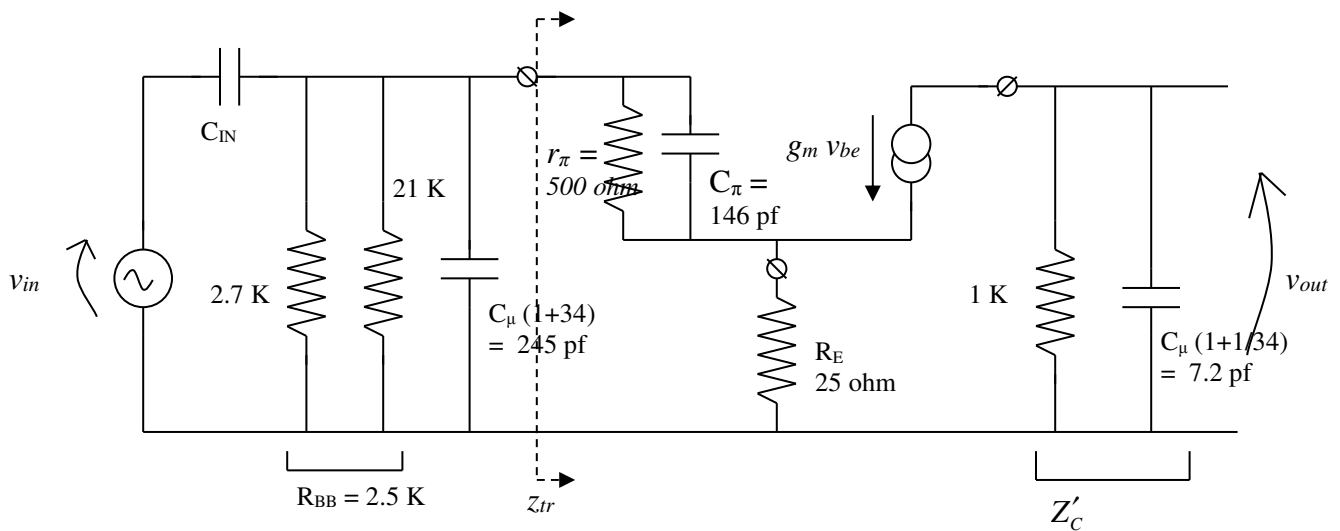 C_IN
r_π =
500 ohm
g_m v_be
21 K
C_π =
146 pf
v_in
2.7 K
1 K
v_out
C_μ (1+34)
= 245 pf
R_E
25 ohm
C_μ (1+1/34)
= 7.2 pf
R_BB = 2.5 K
z_tr
Z'_C